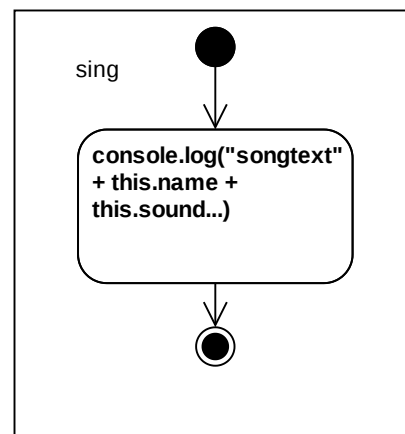 sing
console.log("songtext"
+ this.name +
this.sound...)